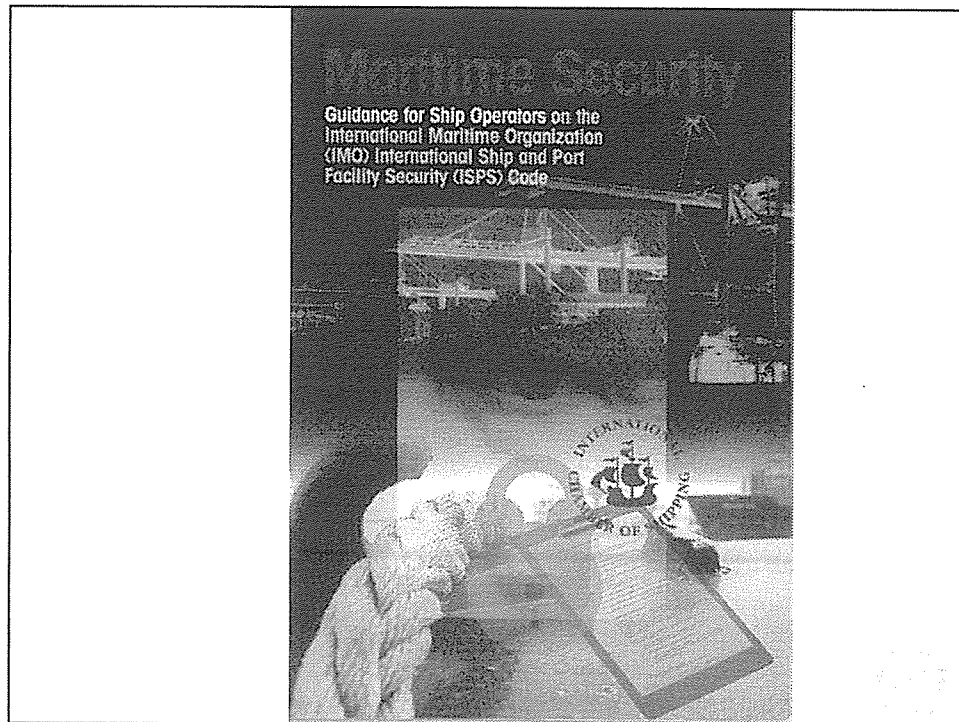 Maritime Security
Guidance for Ship Operators on the
International Maritime Organization
(IMO) International Ship and Port
Facility Security (ISPS) Code
INTERNATIONAL
CHAMBER OF SHIPPING